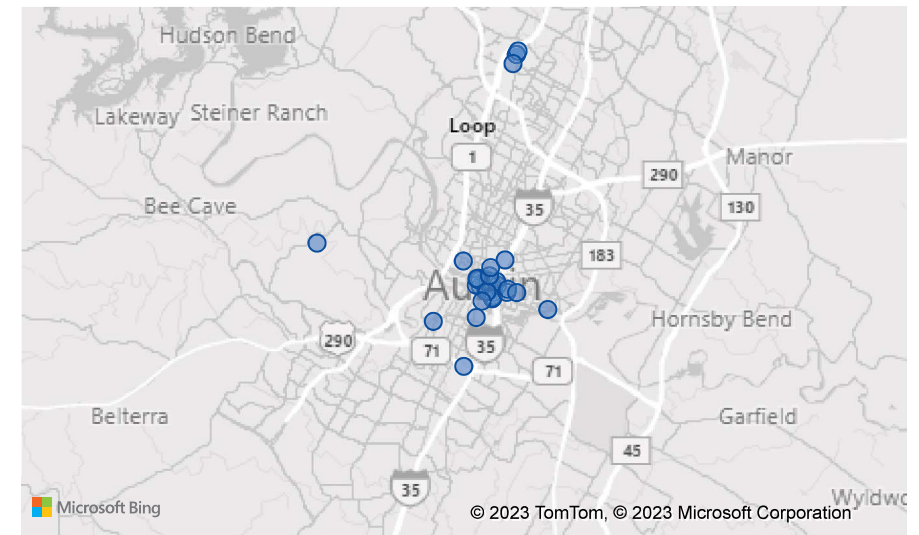 Hudson Bend
Lakeway
Steiner Ranch
Loop
1
Manor
290
35
130
Bee Cave
183
Austin
Hornsby Bend
290
71
35
71
Belterra
Garfield
45
35
Microsoft Bing
© 2023 TomTom, © 2023 Microsoft Corporation